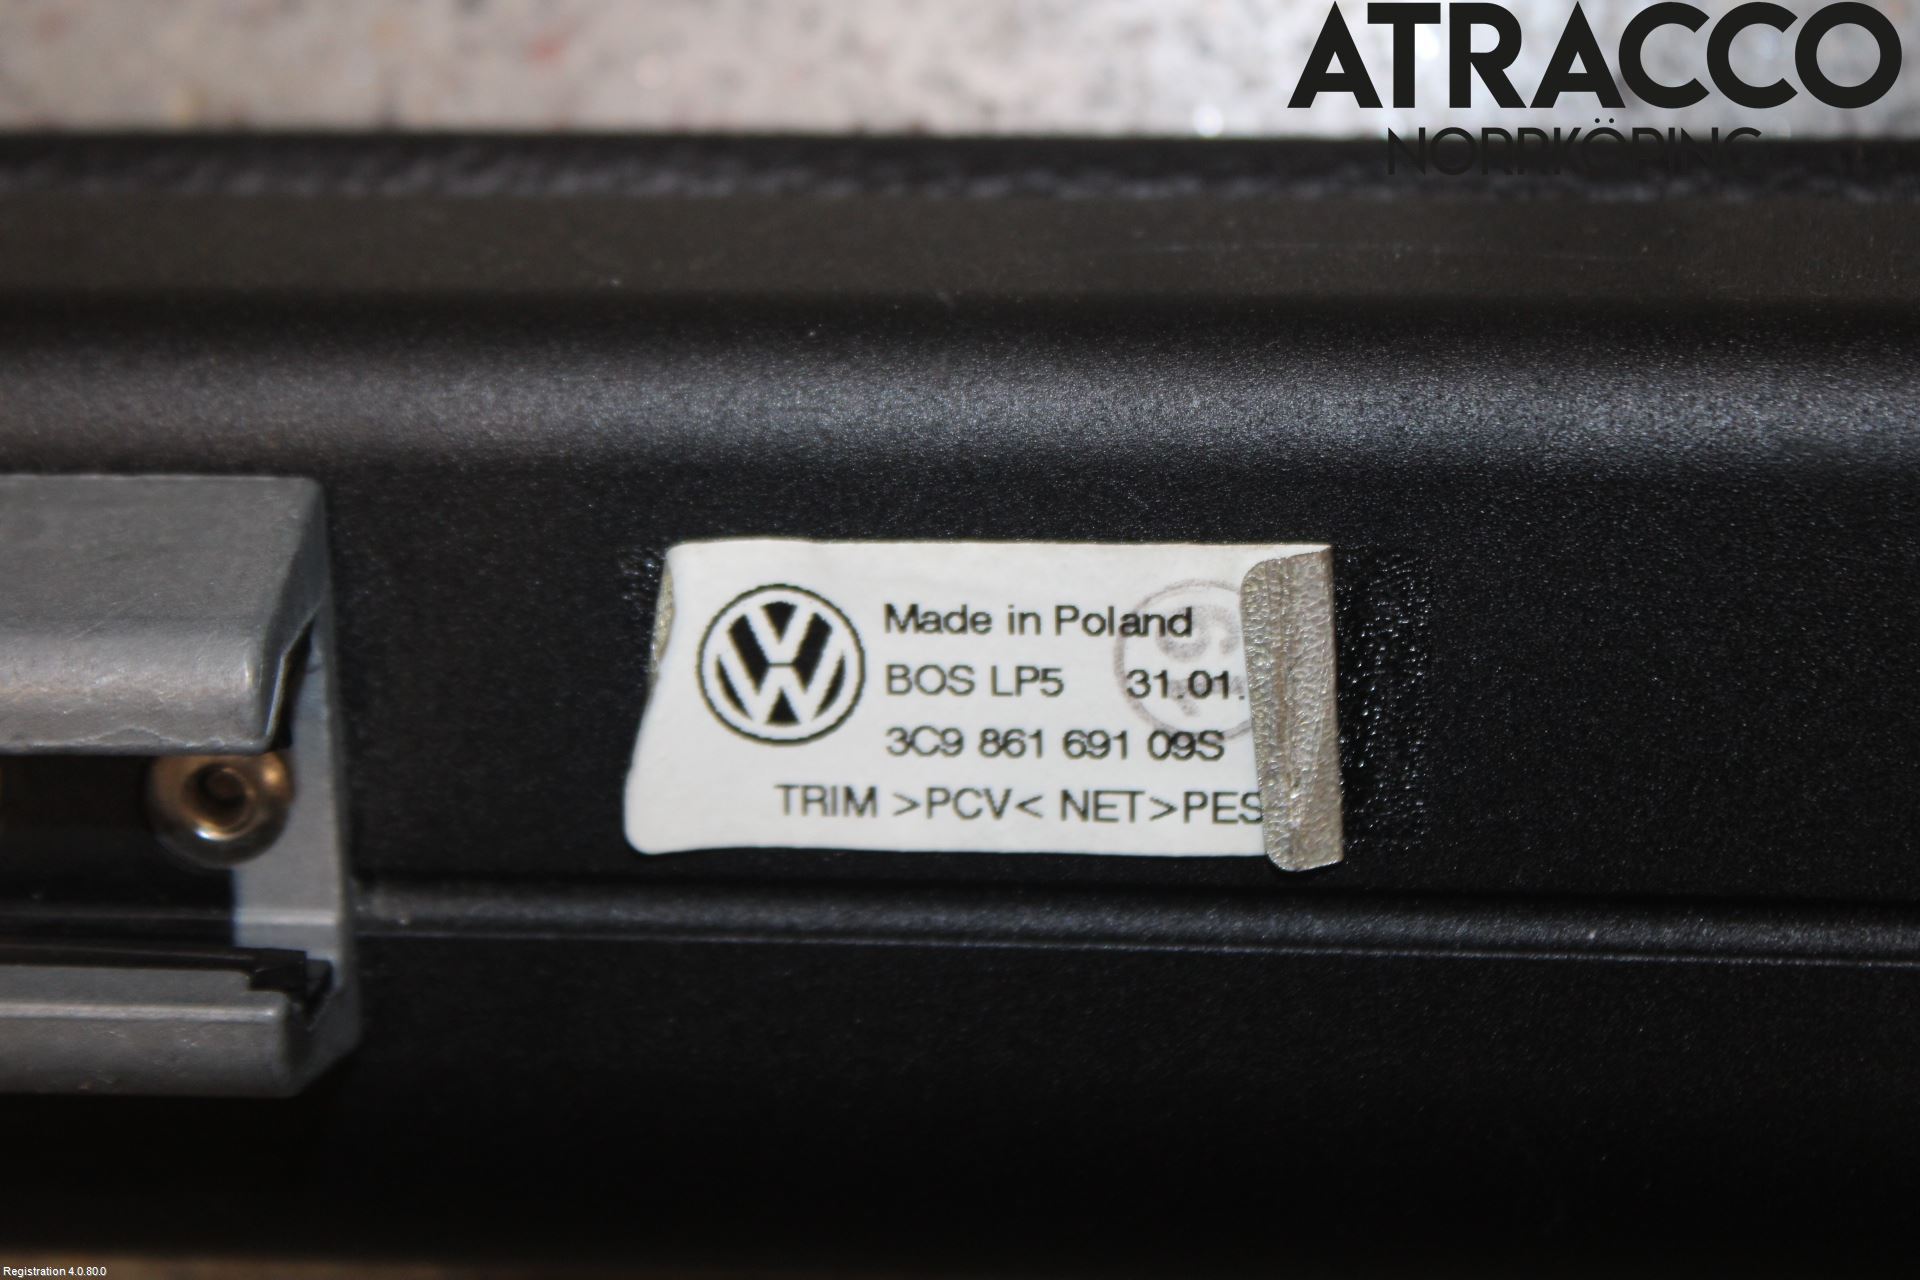 ATRACCO
NORRKÖPING
Made in Poland
BOS LP5 31.01.
3C9 861 691 09S
TRIM >PCV< NET>PES
Registration 4.0.80.0